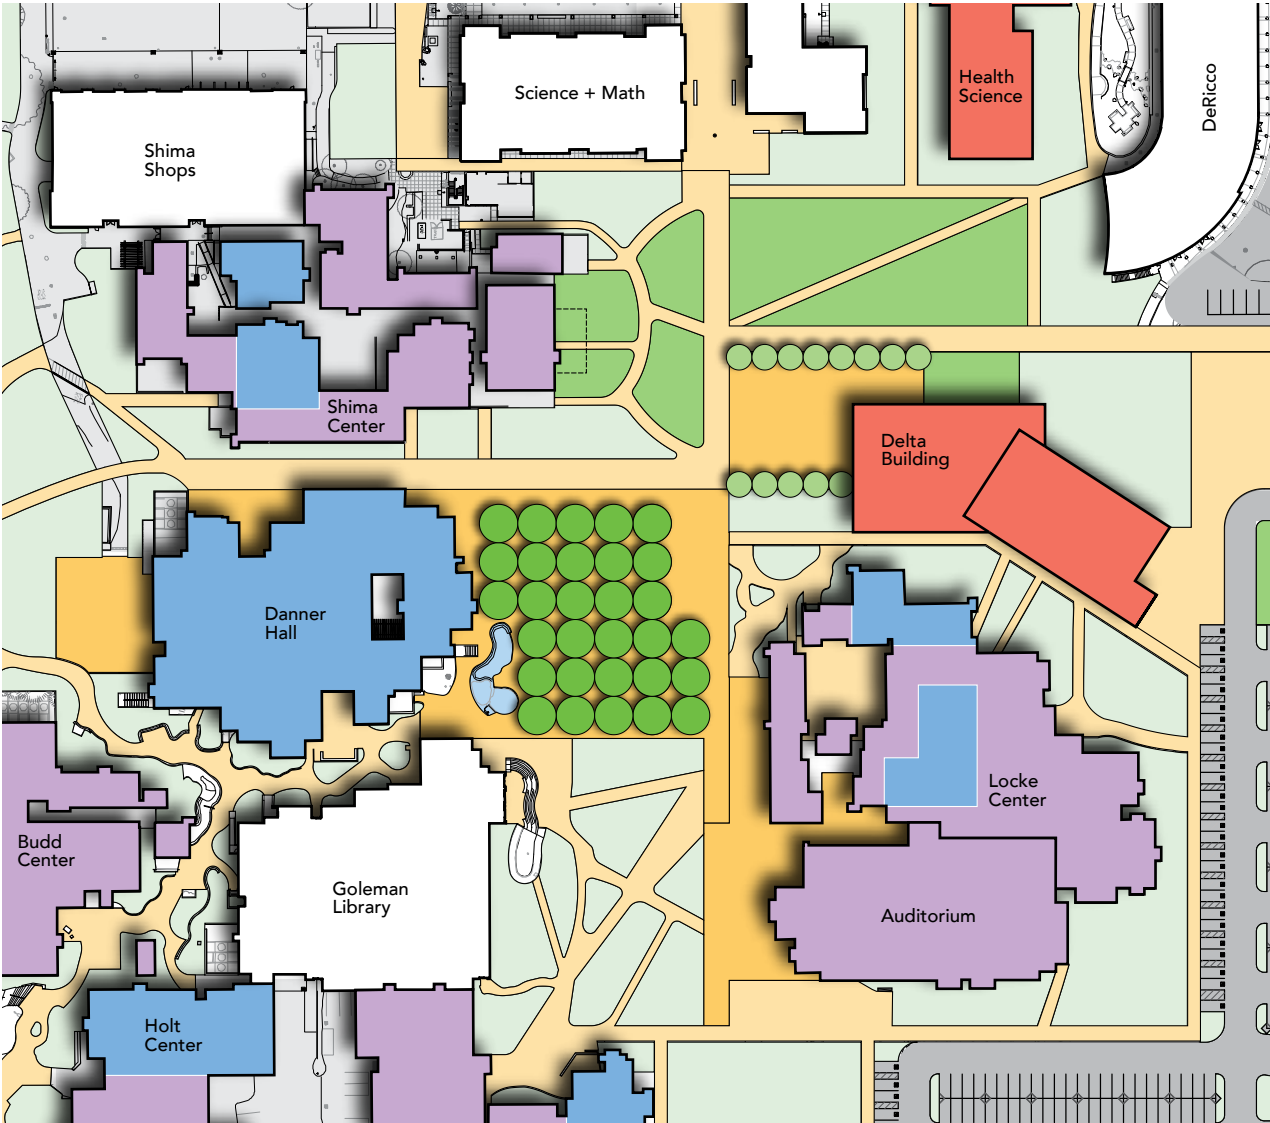 Science + Math
Health
Science
DeRicco
Shima
Shops
Shima
Center
Delta
Building
Danner
Hall
Locke
Center
Budd
Center
Goleman
Library
Auditorium
Holt
Center